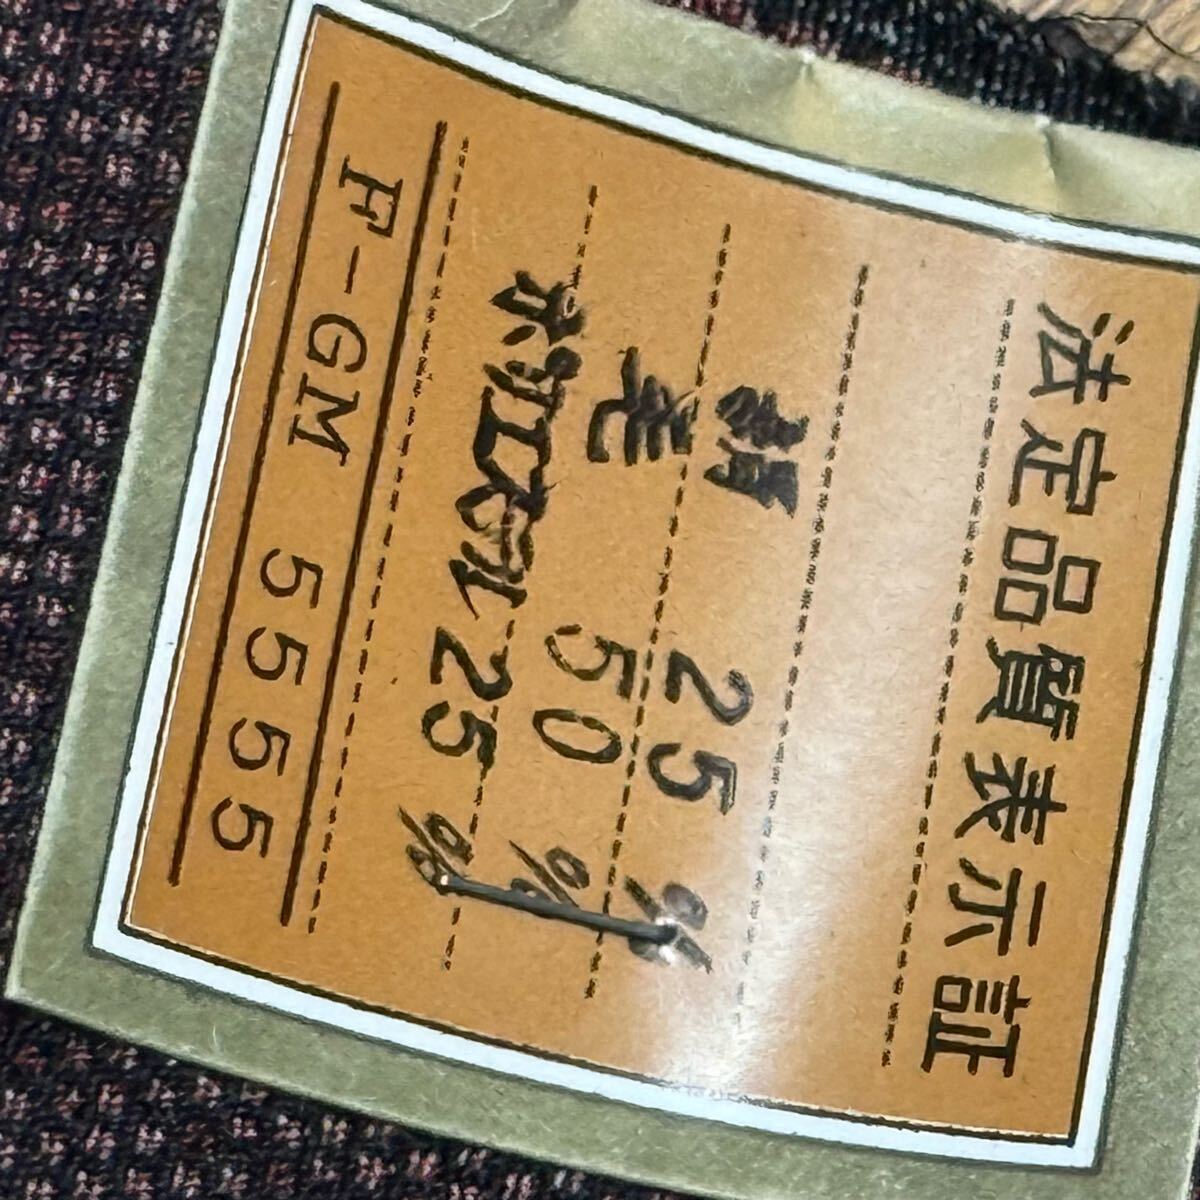 法定品質表示証
絹 25%
毛 50%
ポリエステル 25%
F-GM 5555